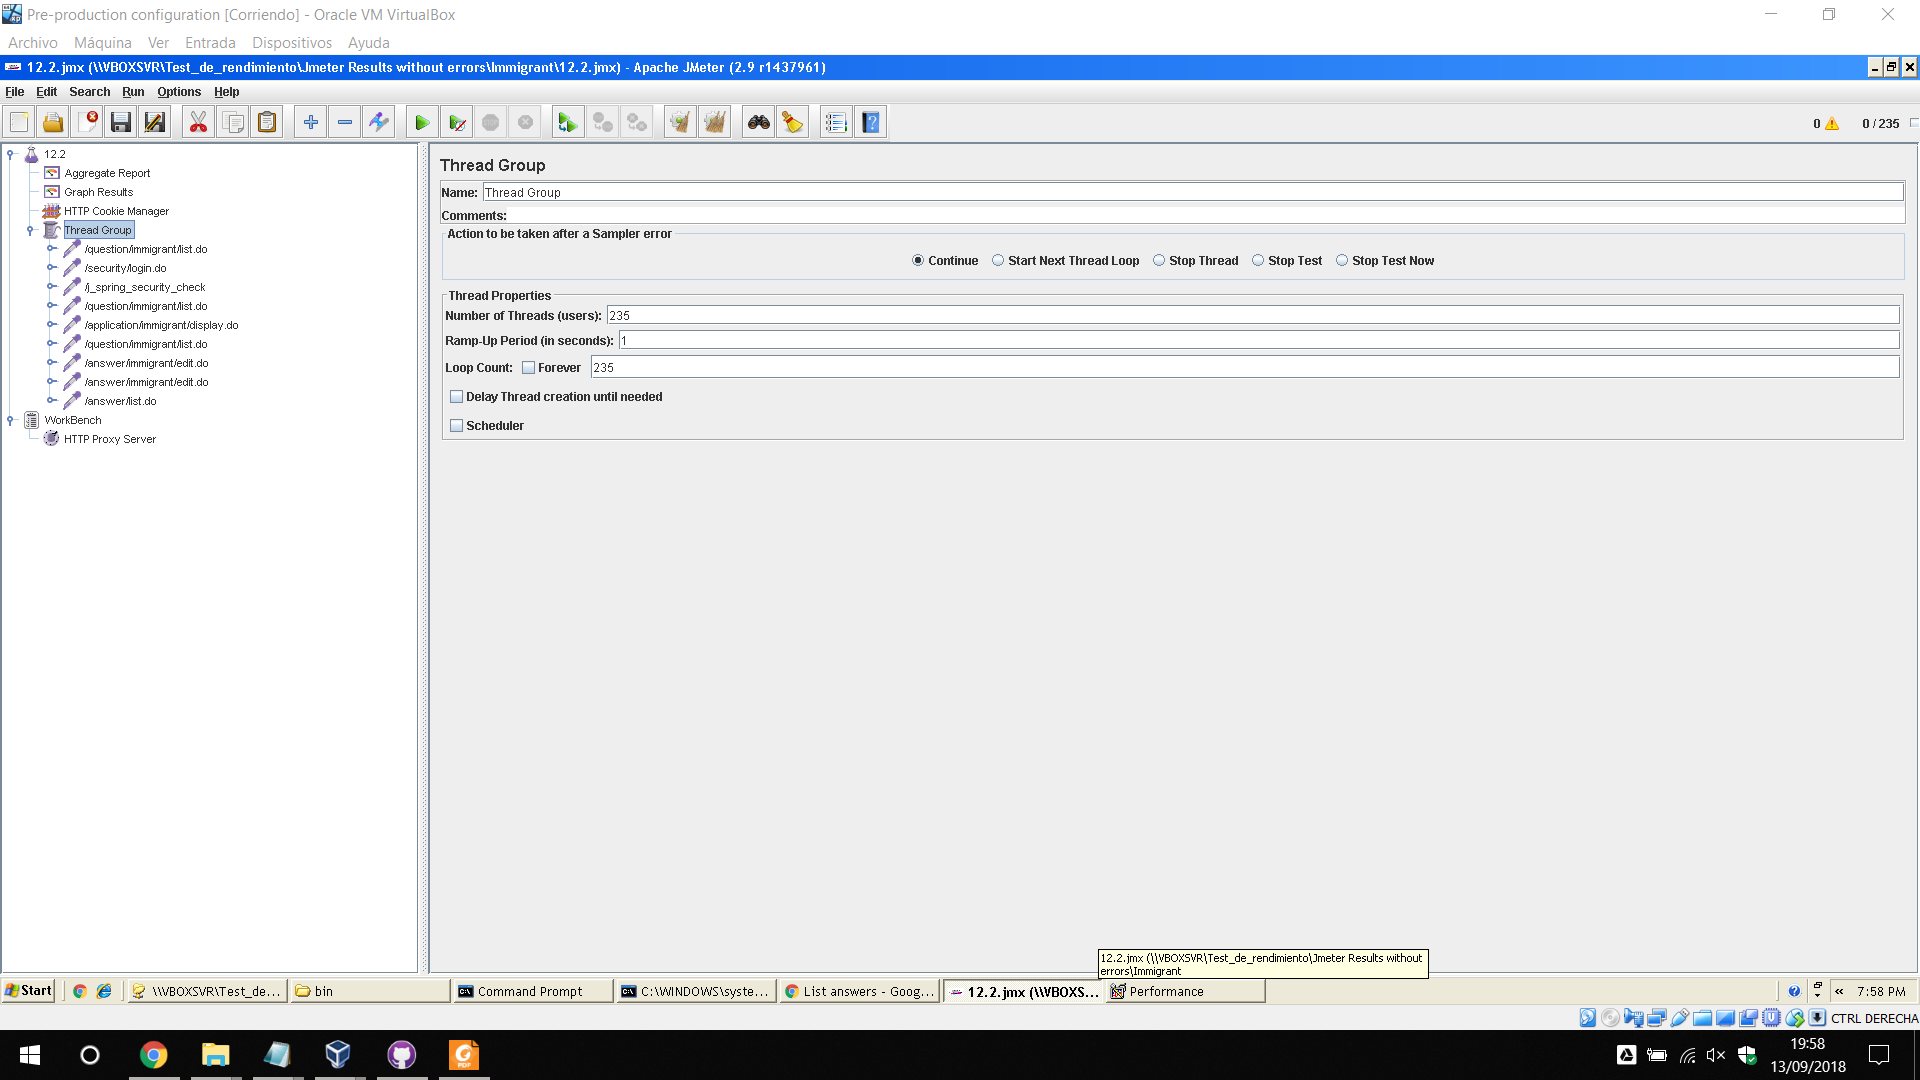 Pre-production configuration [Corriendo] - Oracle VM VirtualBox
Archivo Máquina Ver Entrada Dispositivos Ayuda
12.2.jmx (\\VBOXSVR\Test_de_rendimiento\Jmeter Results without errors\Immigrant\12.2.jmx) - Apache JMeter (2.9 r1437961)
File Edit Search Run Options Help
0 0 / 235
12.2
Aggregate Report
Graph Results
HTTP Cookie Manager
Thread Group
/question/immigrant/list.do
/security/login.do
/j_spring_security_check
/question/immigrant/list.do
/application/immigrant/display.do
/question/immigrant/list.do
/answer/immigrant/edit.do
/answer/immigrant/edit.do
/answer/list.do
WorkBench
HTTP Proxy Server
Thread Group
Name: Thread Group
Comments:
Action to be taken after a Sampler error
Continue Start Next Thread Loop Stop Thread Stop Test Stop Test Now
Thread Properties
Number of Threads (users): 235
Ramp-Up Period (in seconds): 1
Loop Count: Forever 235
Delay Thread creation until needed
Scheduler
12.2.jmx (\\VBOXSVR\Test_de_rendimiento\Jmeter Results without
errors\Immigrant
Start \\VBOXSVR\Test_de... bin Command Prompt C:\WINDOWS\syste... List answers - Goog... 12.2.jmx (\\VBOXS... Performance « 7:58 PM
CTRL DERECHA
19:58
13/09/2018